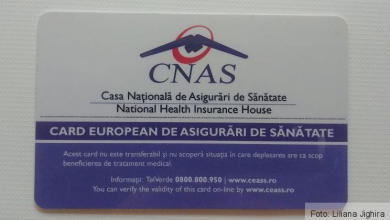 CNAS
Casa Naţională de Asigurări de Sănătate
National Health Insurance House
CARD EUROPEAN DE ASIGURĂRI DE SĂNĂTATE
Acest card nu este transferabil şi nu acoperă situaţia în care deplasarea are ca scop
beneficierea de tratament medical.
Informaţii: TelVerde 0800.800.950 | www.ceass.ro
You can verify the validity of this card on-line by www.ceass.ro
Foto: Liliana Jighira